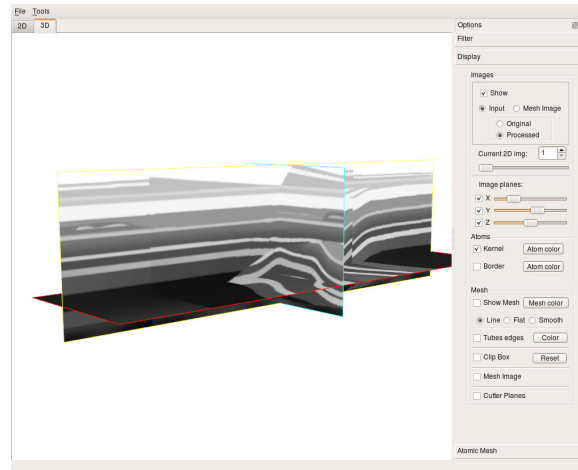 File Tools
2D 3D
Options
Filter
Display
Images
Show
Input Mesh Image
Original
Processed
Current 2D img: 1
Image planes:
X
Y
Z
Atoms
Kernel Atom color
Border Atom color
Mesh
Show Mesh Mesh color
Line Flat Smooth
Tubes edges Color
Clip Box Reset
Mesh Image
Cutter Planes
Atomic Mesh